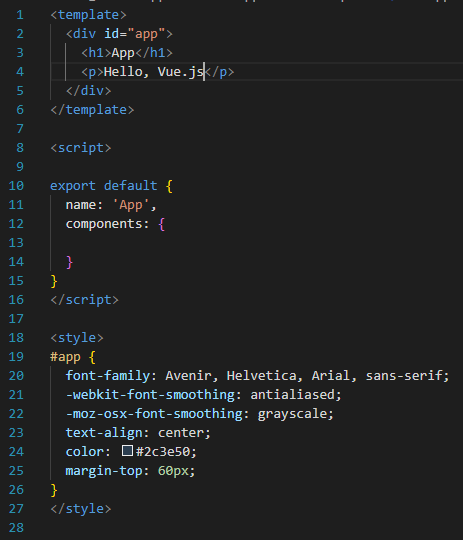 1 <template>
2   <div id="app">
3     <h1>App</h1>
4     <p>Hello, Vue.js</p>
5   </div>
6 </template>
7
8 <script>
9
10 export default {
11   name: 'App',
12   components: {
13
14   }
15 }
16 </script>
17
18 <style>
19 #app {
20   font-family: Avenir, Helvetica, Arial, sans-serif;
21   -webkit-font-smoothing: antialiased;
22   -moz-osx-font-smoothing: grayscale;
23   text-align: center;
24   color: #2c3e50;
25   margin-top: 60px;
26 }
27 </style>
28